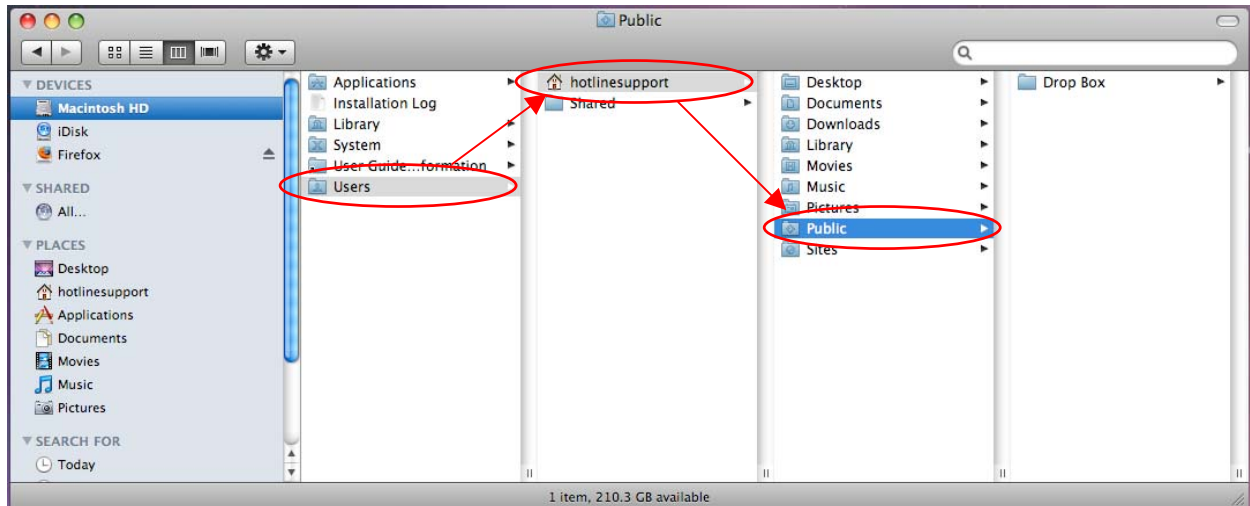 Public
DEVICES
Macintosh HD
iDisk
Firefox
SHARED
All...
PLACES
Desktop
hotlinesupport
Applications
Documents
Movies
Music
Pictures
SEARCH FOR
Today
Applications
Installation Log
Library
System
User Guide...formation
Users
hotlinesupport
Shared
Desktop
Documents
Downloads
Library
Movies
Music
Pictures
Public
Sites
Drop Box
1 item, 210.3 GB available